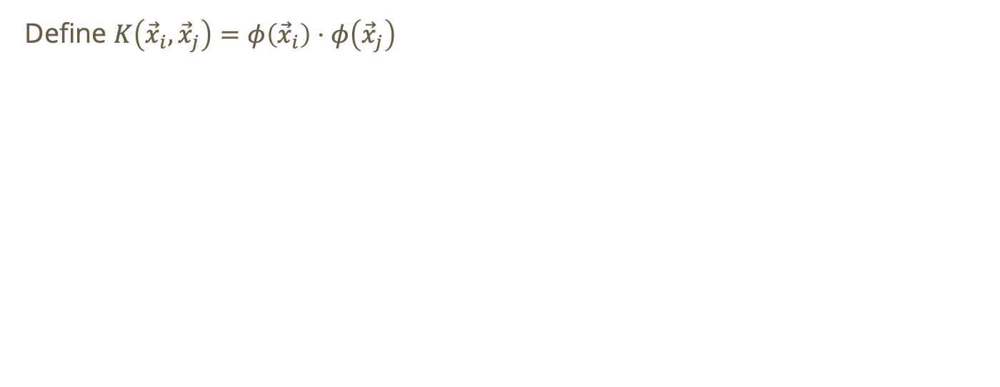 Define K(x⃗ᵢ, x⃗ⱼ) = ϕ(x⃗ᵢ) · ϕ(x⃗ⱼ)